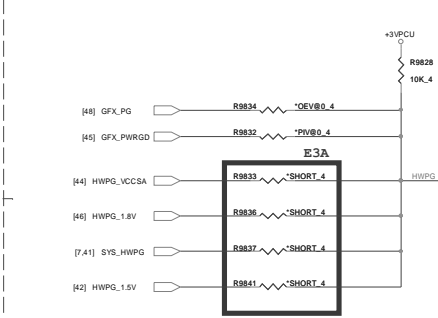 +3VPCU
R9828
10K_4
[48] GFX_PG R9834 *OEV@0_4
[45] GFX_PWRGD R9832 *PIV@0_4
E3A
[44] HWPG_VCCSA R9833 *SHORT_4 HWPG
[46] HWPG_1.8V R9836 *SHORT_4
[7,41] SYS_HWPG R9837 *SHORT_4
[42] HWPG_1.5V R9841 *SHORT_4